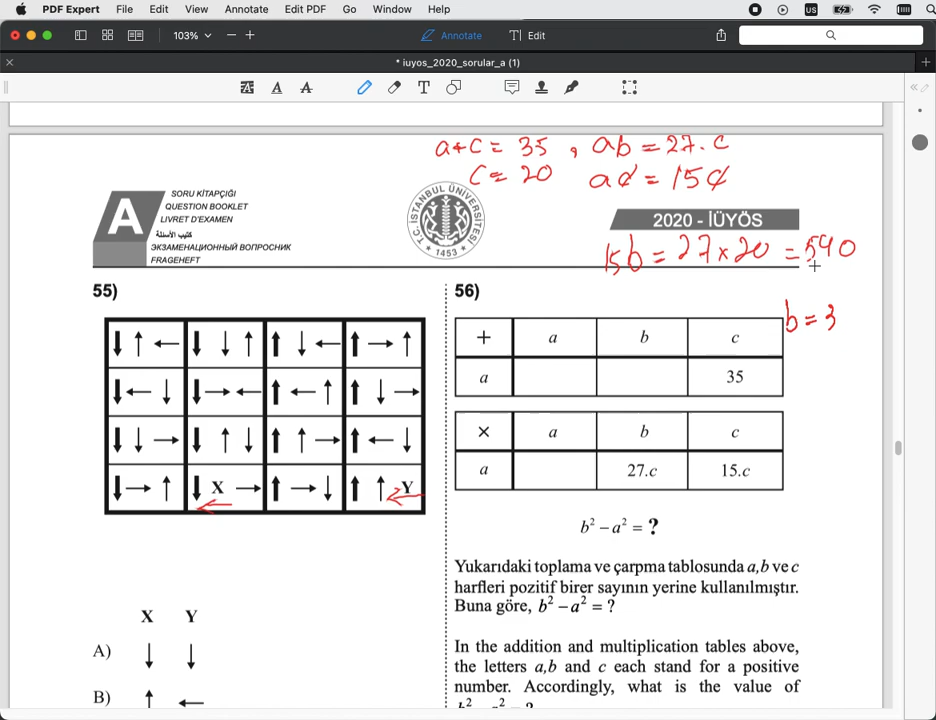 PDF Expert File Edit View Annotate Edit PDF Go Window Help
US
103% Annotate Edit
* iuyos_2020_sorular_a (1)
a+c = 35 , ab = 27.c
c = 20 ac = 15c
A
SORU KİTAPÇIĞI
QUESTION BOOKLET
LIVRET D'EXAMEN
كتيب الأسئلة
ЭКЗАМЕНАЦИОННЫЙ ВОПРОСНИК
FRAGEHEFT
T.C. İSTANBUL ÜNİVERSİTESİ
1453
2020 - İÜYÖS
15b = 27 x 20 = 540
55)
↓ ↑ ← ↓ ↓ ↑ ↑ ↓ ← ↑ → ↑
↓ ← ↓ ↓ → ← ↑ ← ↑ ↑ ↓ →
↓ ↓ → ↓ ↑ ↓ ↑ ↑ → ↑ ← ↓
↓ → ↑ ↓ X → ↑ → ↓ ↑ ↑ Y
X Y
A) ↓ ↓
B) ↑ ←
56)
b = 3
+ a b c
a 35
× a b c
a 27.c 15.c
b² – a² = ?
Yukarıdaki toplama ve çarpma tablosunda a,b ve c
harfleri pozitif birer sayının yerine kullanılmıştır.
Buna göre, b² – a² = ?
In the addition and multiplication tables above,
the letters a,b and c each stand for a positive
number. Accordingly, what is the value of